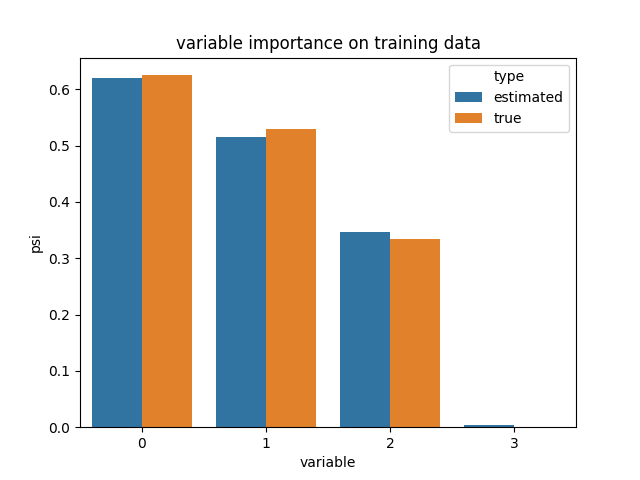 variable importance on training data
type
estimated
true
psi
0.6
0.5
0.4
0.3
0.2
0.1
0.0
0 1 2 3
variable